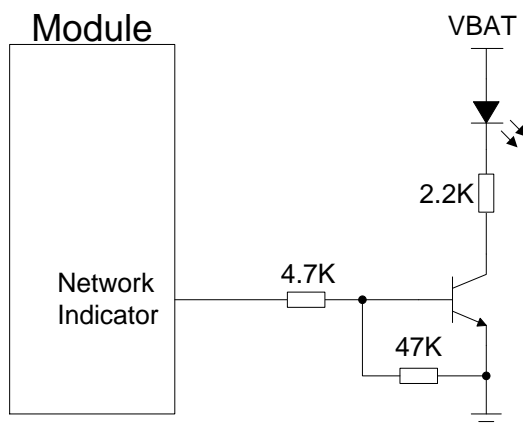 Module
VBAT
2.2K
4.7K
Network
Indicator
47K